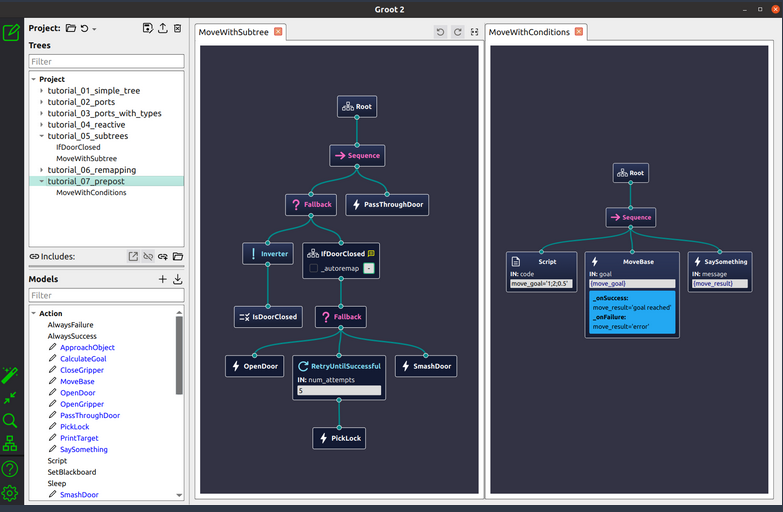 Groot 2
Project:
Trees
Filter
Project
tutorial_01_simple_tree
tutorial_02_ports
tutorial_03_ports_with_types
tutorial_04_reactive
tutorial_05_subtrees
IfDoorClosed
MoveWithSubtree
tutorial_06_remapping
tutorial_07_prepost
MoveWithConditions
Includes:
Models
Filter
Action
AlwaysFailure
AlwaysSuccess
ApproachObject
CalculateGoal
CloseGripper
MoveBase
OpenDoor
OpenGripper
PassThroughDoor
PickLock
PrintTarget
SaySomething
Script
SetBlackboard
Sleep
SmashDoor
MoveWithSubtree
Root
Sequence
Fallback
PassThroughDoor
Inverter
IfDoorClosed
_autoremap
IsDoorClosed
Fallback
OpenDoor
RetryUntilSuccessful
IN: num_attempts
5
SmashDoor
PickLock
MoveWithConditions
Root
Sequence
Script
IN: code
move_goal='1;2;0.5'
MoveBase
IN: goal
{move_goal}
_onSuccess:
move_result='goal reached'
_onFailure:
move_result='error'
SaySomething
IN: message
{move_result}